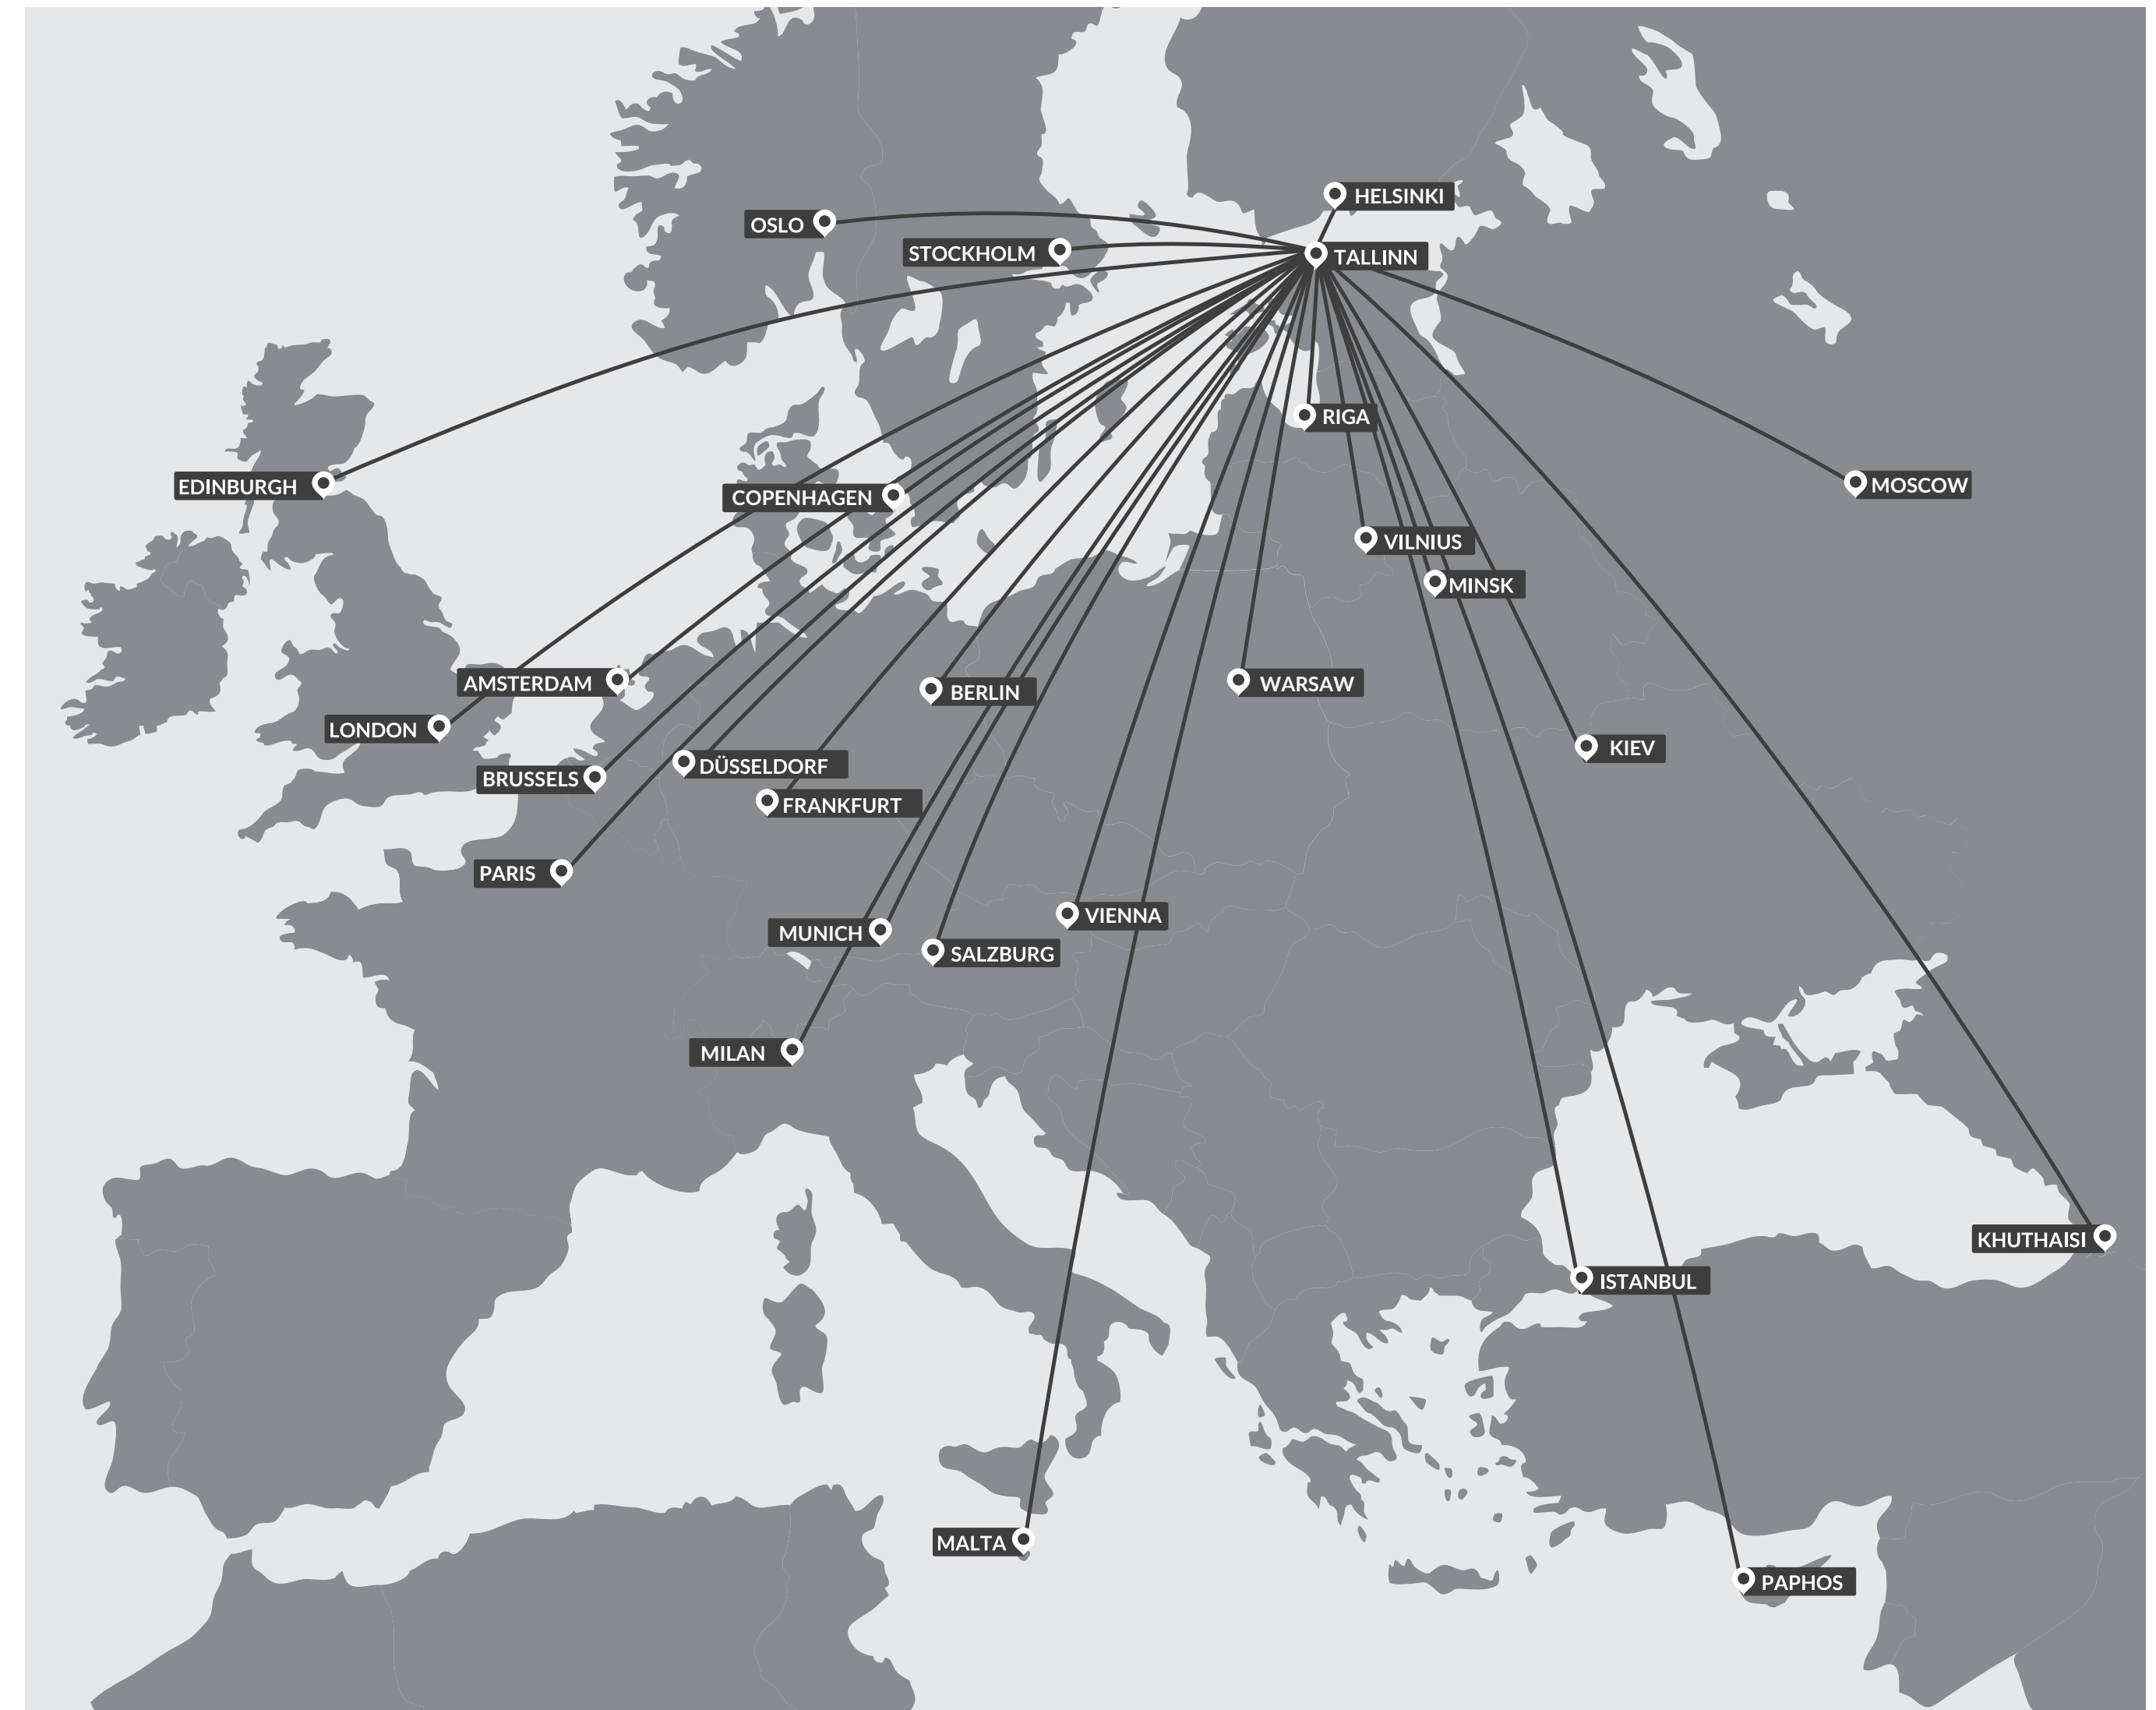 HELSINKI
OSLO
STOCKHOLM
TALLINN
RIGA
EDINBURGH
COPENHAGEN
MOSCOW
VILNIUS
MINSK
AMSTERDAM
BERLIN
WARSAW
LONDON
KIEV
BRUSSELS
DÜSSELDORF
FRANKFURT
PARIS
MUNICH
VIENNA
SALZBURG
MILAN
KHUTHAISI
ISTANBUL
MALTA
PAPHOS